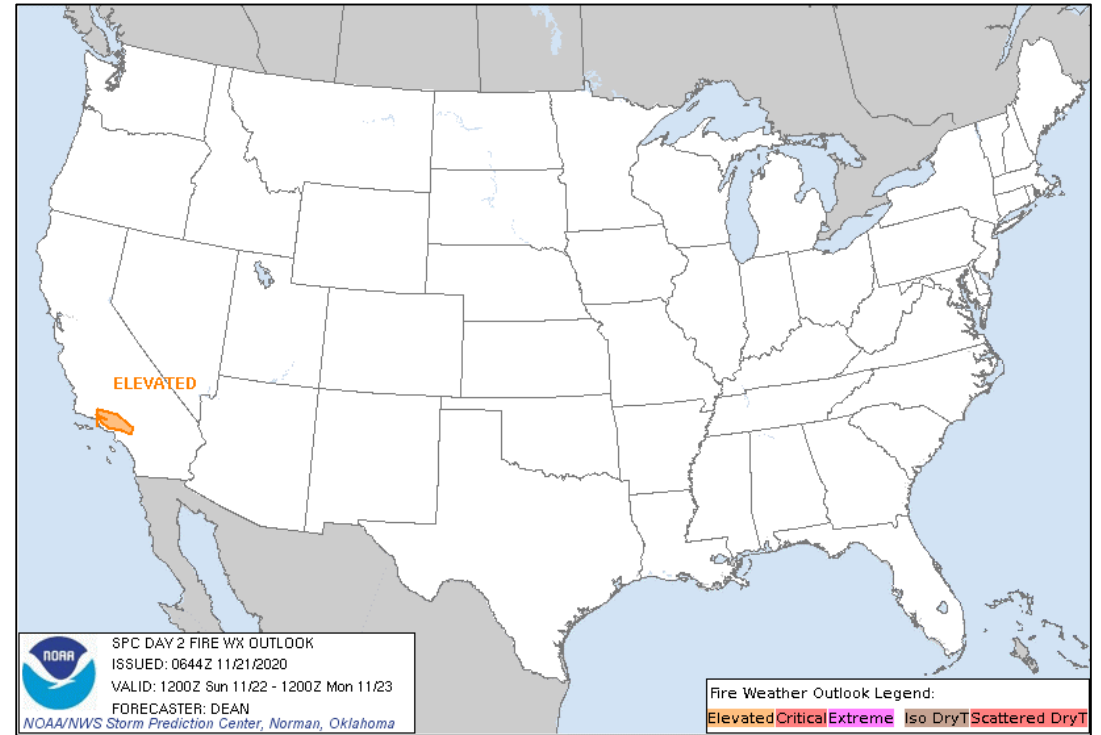 ELEVATED
NOAA
SPC DAY 2 FIRE WX OUTLOOK
ISSUED: 0644Z 11/21/2020
VALID: 1200Z Sun 11/22 - 1200Z Mon 11/23
FORECASTER: DEAN
NOAA/NWS Storm Prediction Center, Norman, Oklahoma
Fire Weather Outlook Legend:
Elevated Critical Extreme Iso DryT Scattered DryT